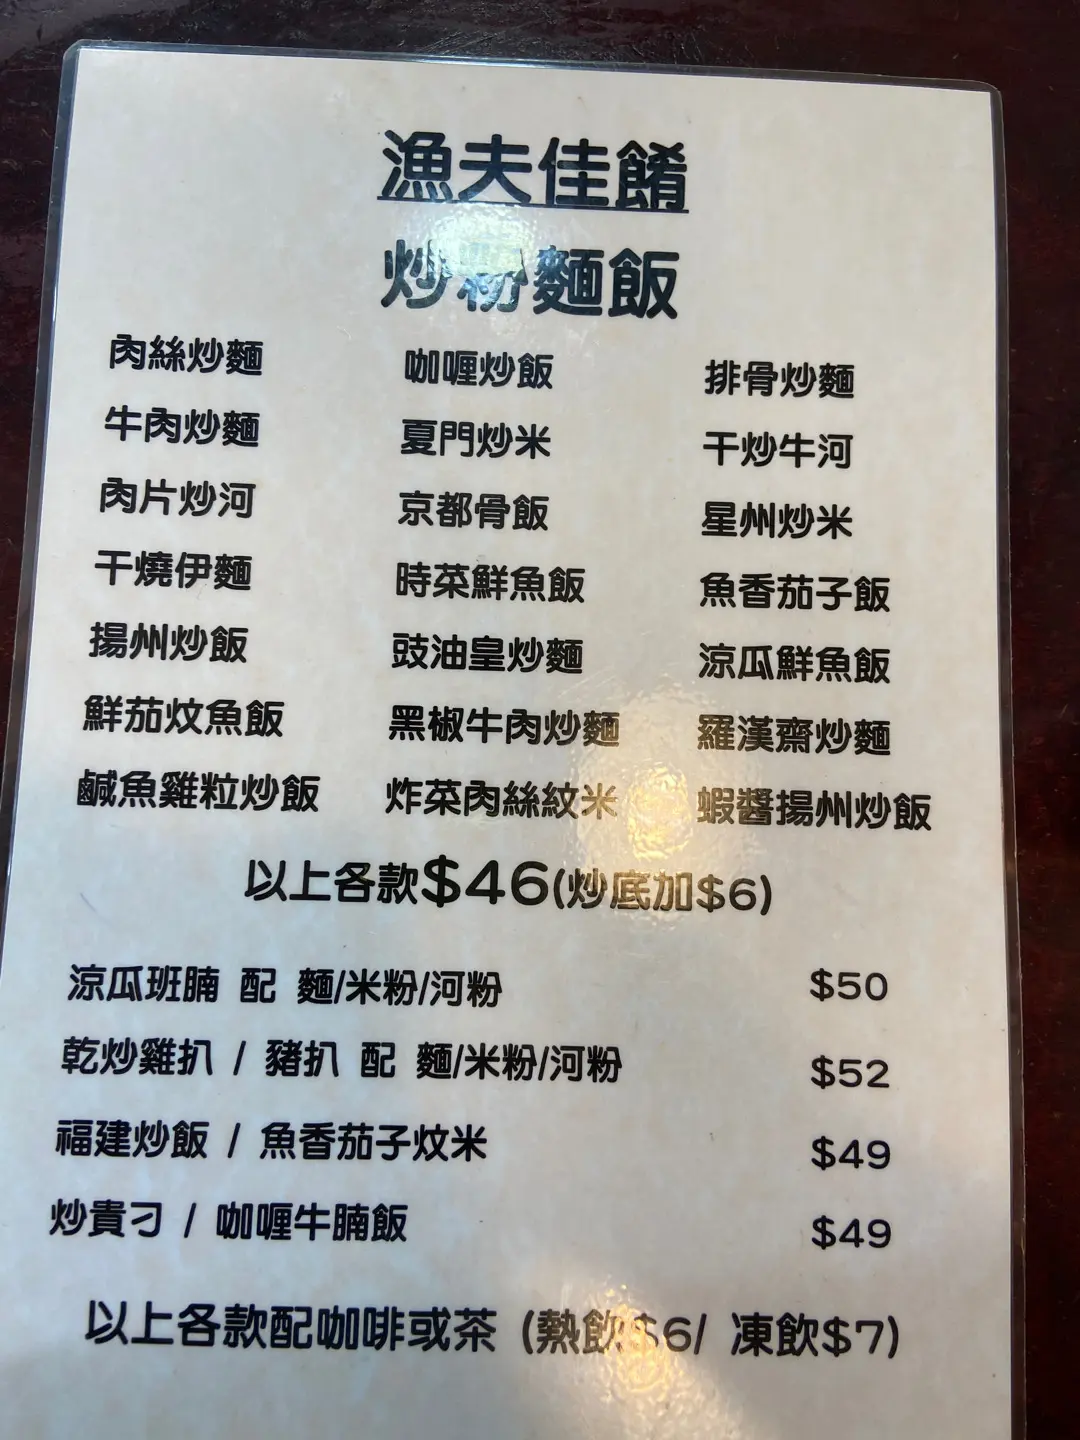 漁夫佳餚
炒粉麵飯
肉絲炒麵 咖喱炒飯 排骨炒麵
牛肉炒麵 夏門炒米 干炒牛河
肉片炒河 京都骨飯 星州炒米
干燒伊麵 時菜鮮魚飯 魚香茄子飯
揚州炒飯 豉油皇炒麵 涼瓜鮮魚飯
鮮茄炆魚飯 黑椒牛肉炒麵 羅漢齋炒麵
鹹魚雞粒炒飯 炸菜肉絲紋米 蝦醬揚州炒飯
以上各款$46(炒底加$6)
涼瓜班腩 配 麵/米粉/河粉 $50
乾炒雞扒 / 豬扒 配 麵/米粉/河粉 $52
福建炒飯 / 魚香茄子炆米 $49
炒貴刁 / 咖喱牛腩飯 $49
以上各款配咖啡或茶 (熱飲$6/ 凍飲$7)